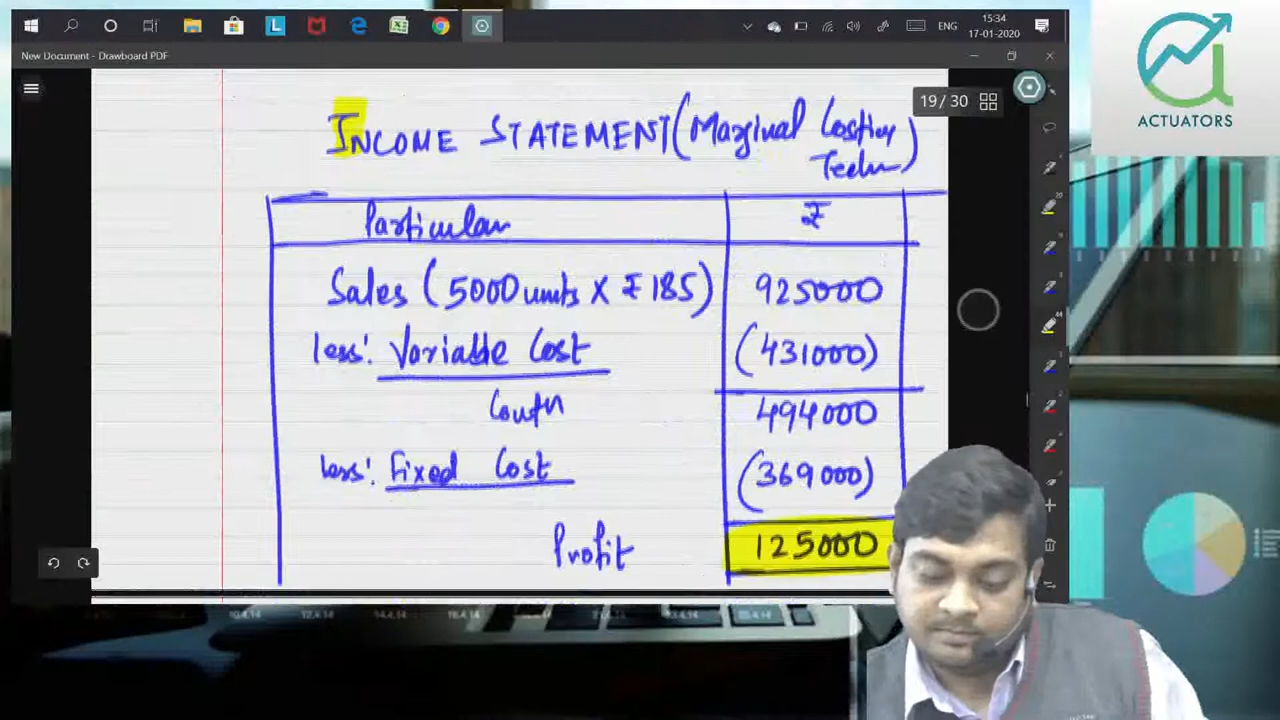 15:34
ENG
17-01-2020
New Document - Drawboard PDF
ACTUATORS
19 / 30
INCOME STATEMENT (Marginal Costing
Techn)
Particulars
₹
Sales (5000 units X ₹ 185) 925000
less: Variable Cost (431000)
Contn 494000
less: Fixed Cost (369000)
Profit 125000